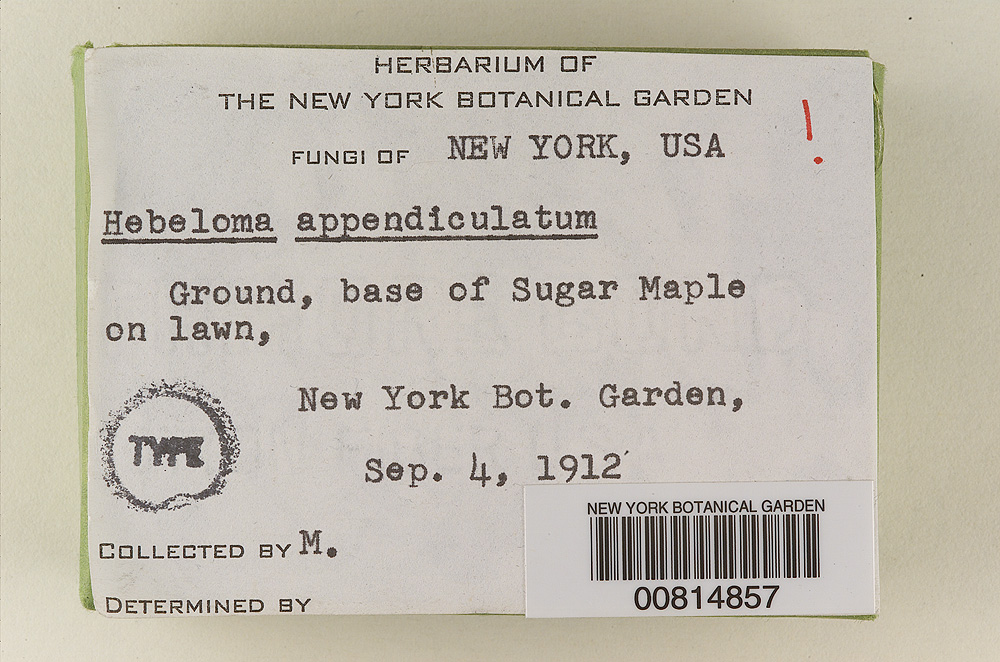 HERBARIUM OF
THE NEW YORK BOTANICAL GARDEN
FUNGI OF NEW YORK, USA
!
Hebeloma appendiculatum
Ground, base of Sugar Maple
on lawn,
New York Bot. Garden,
TYPE
Sep. 4, 1912
NEW YORK BOTANICAL GARDEN
00814857
COLLECTED BY M.
DETERMINED BY